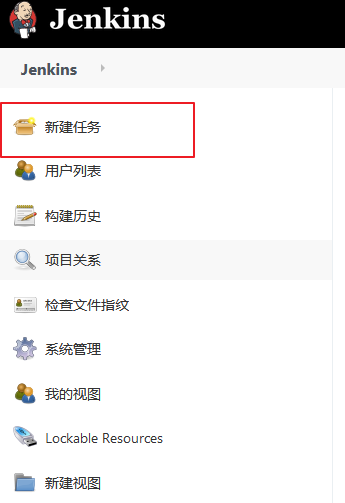 Jenkins
Jenkins
新建任务
用户列表
构建历史
项目关系
检查文件指纹
系统管理
我的视图
Lockable Resources
新建视图